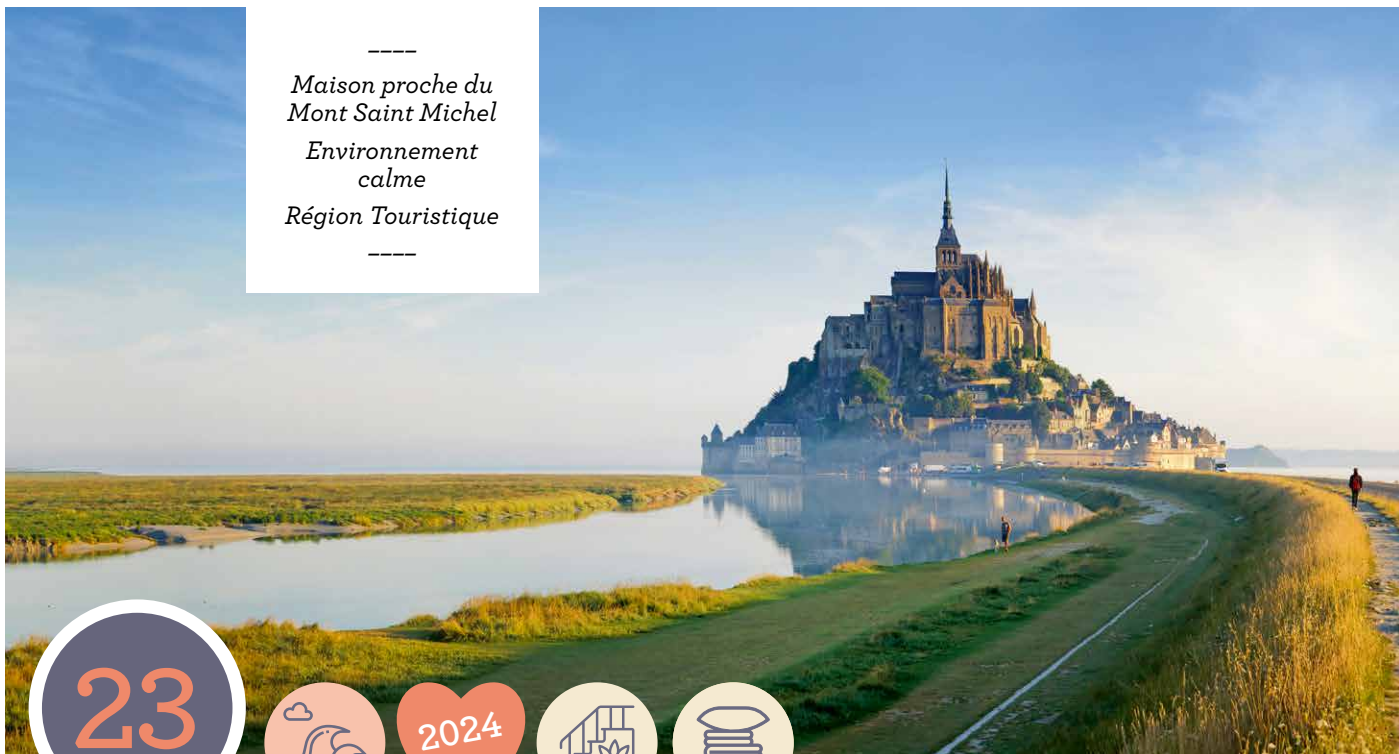 ––––
Maison proche du
Mont Saint Michel
Environnement
calme
Région Touristique
––––
23
2024